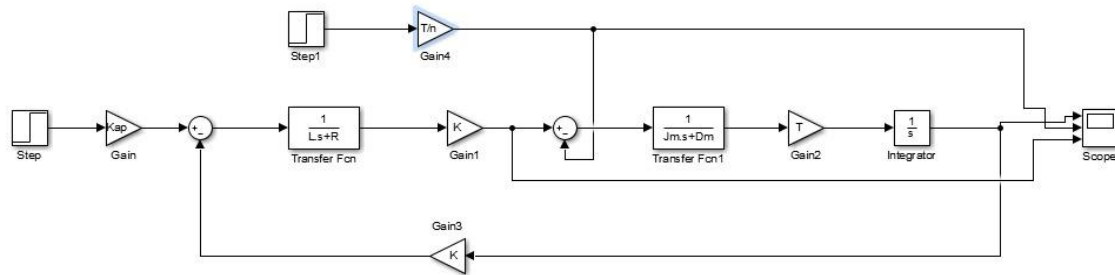 T/n
Step1
Gain4
Kap
+
−
1
L.s+R
K
+
−
1
Jm.s+Dm
T
1
s
Step
Gain
Transfer Fcn
Gain1
Transfer Fcn1
Gain2
Integrator
Scope
Gain3
K